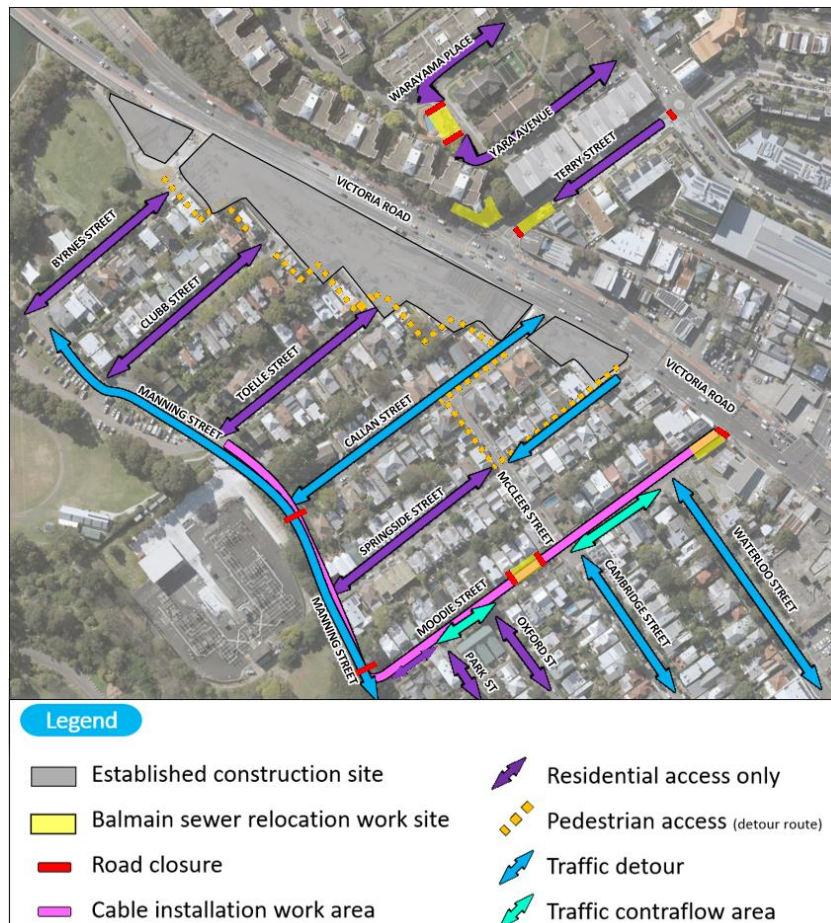 WARAYAMA PLACE
YARA AVENUE
TERRY STREET
VICTORIA ROAD
BYRNES STREET
CLUBB STREET
TOELLE STREET
MANNING STREET
CALLAN STREET
VICTORIA ROAD
SPRINGSIDE STREET
McCLEER STREET
WATERLOO STREET
CAMBRIDGE STREET
MOODIE STREET
OXFORD ST
PARK ST
MANNING STREET
Legend
Established construction site
Residential access only
Balmain sewer relocation work site
Pedestrian access (detour route)
Road closure
Traffic detour
Cable installation work area
Traffic contraflow area